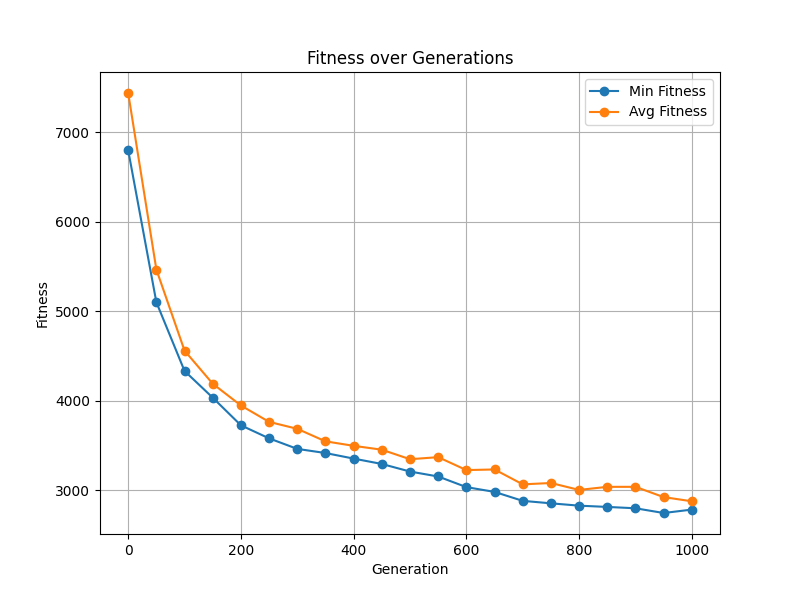 Fitness over Generations
Min Fitness
Avg Fitness
7000
6000
5000
4000
3000
Fitness
0 200 400 600 800 1000
Generation